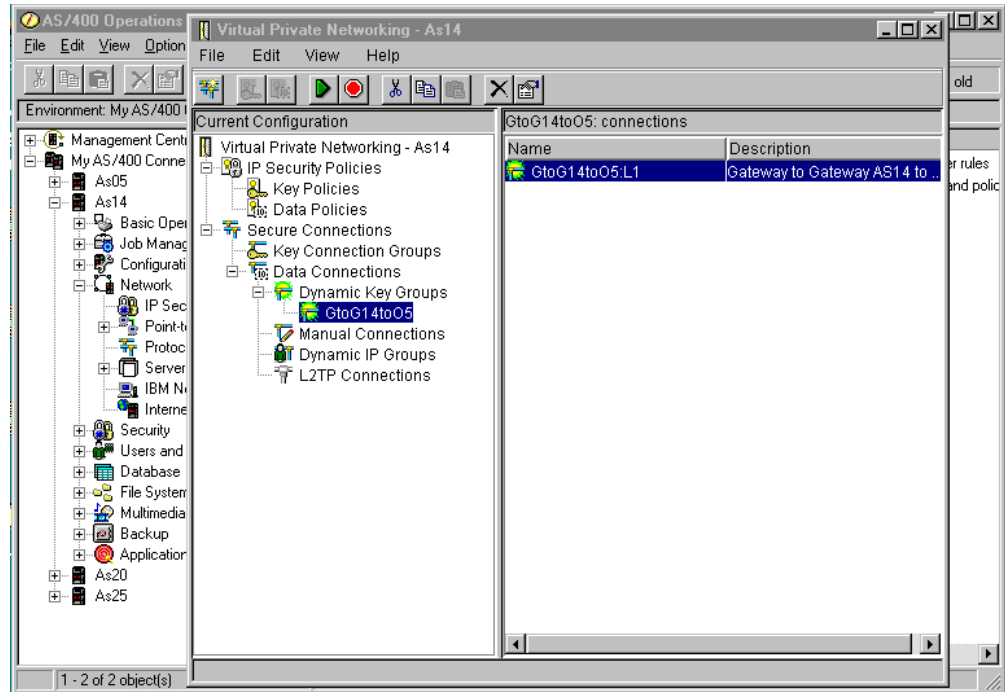 AS/400 Operations
File Edit View Option
Environment: My AS/400
Management Cent
My AS/400 Conne
As05
As14
Basic Oper
Job Manag
Configurati
Network
IP Sec
Point-t
Protoc
Server
IBM N
Interne
Security
Users and
Database
File System
Multimedia
Backup
Application
As20
As25
1 - 2 of 2 object(s)
Virtual Private Networking - As14
File Edit View Help
Current Configuration
Virtual Private Networking - As14
IP Security Policies
Key Policies
Data Policies
Secure Connections
Key Connection Groups
Data Connections
Dynamic Key Groups
GtoG14toO5
Manual Connections
Dynamic IP Groups
L2TP Connections
GtoG14toO5: connections
Name Description
GtoG14toO5:L1 Gateway to Gateway AS14 to ..
old
er rules
and polic